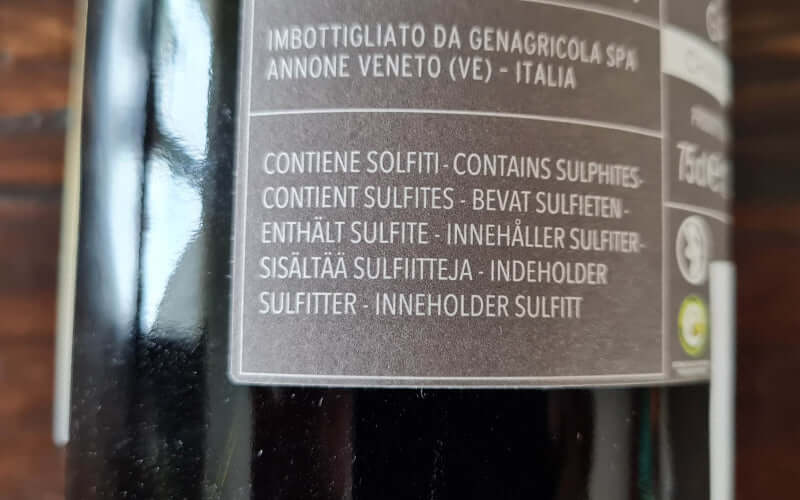 IMBOTTIGLIATO DA GENAGRICOLA SPA
ANNONE VENETO (VE) - ITALIA
CONTIENE SOLFITI - CONTAINS SULPHITES-
CONTIENT SULFITES - BEVAT SULFIETEN -
ENTHÄLT SULFITE - INNEHÅLLER SULFITER-
SISÄLTÄÄ SULFIITTEJA - INDEHOLDER
SULFITTER - INNEHOLDER SULFITT
75cl